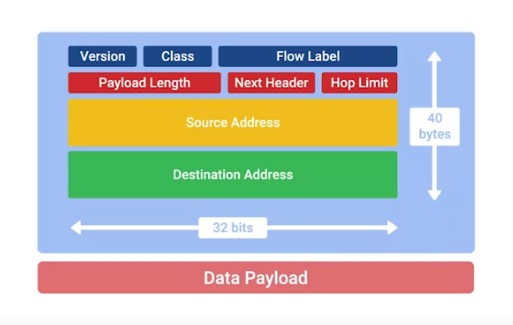 Version Class Flow Label
Payload Length Next Header Hop Limit
Source Address
40
bytes
Destination Address
32 bits
Data Payload